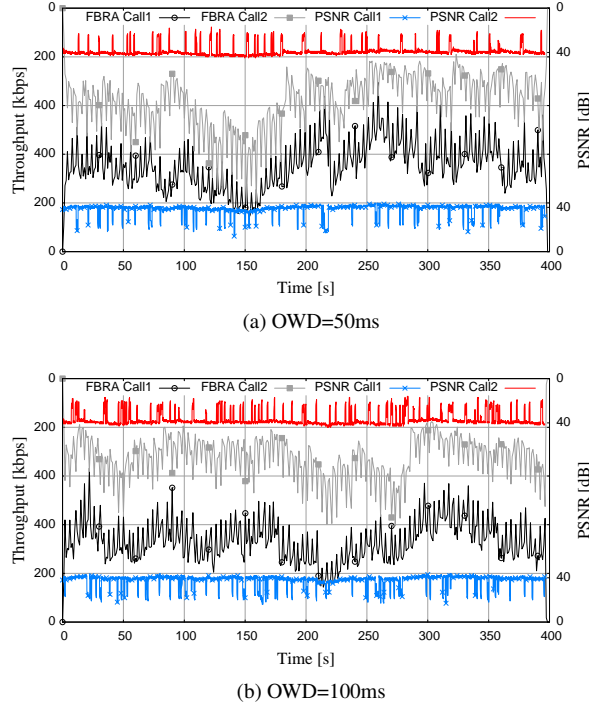 FBRA Call1 FBRA Call2 PSNR Call1 PSNR Call2
0 0
200 40
400
400
200 40
0 0
0 50 100 150 200 250 300 350 400
Throughput [kbps]
PSNR [dB]
Time [s]
(a) OWD=50ms
FBRA Call1 FBRA Call2 PSNR Call1 PSNR Call2
0 0
200 40
400
400
200 40
0 0
0 50 100 150 200 250 300 350 400
Throughput [kbps]
PSNR [dB]
Time [s]
(b) OWD=100ms